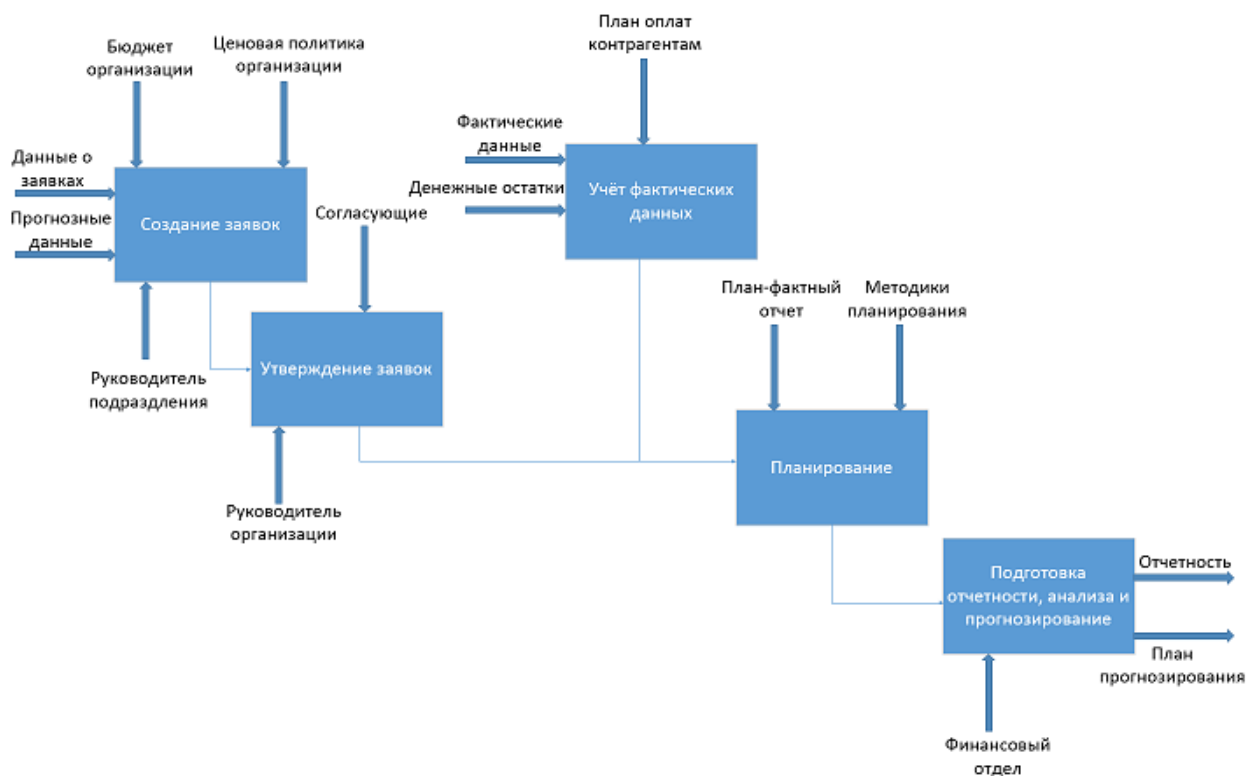 План оплат
контрагентам
Бюджет
организации
Ценовая политика
организации
Фактические
данные
Данные о
заявках
Денежные остатки
Учёт фактических
данных
Прогнозные
данные
Создание заявок
Согласующие
План-фактный
отчет
Методики
планирования
Руководитель
подраздления
Утверждение заявок
Планирование
Руководитель
организации
Подготовка
отчетности, анализа и
прогнозирование
Отчетность
План
прогнозирования
Финансовый
отдел